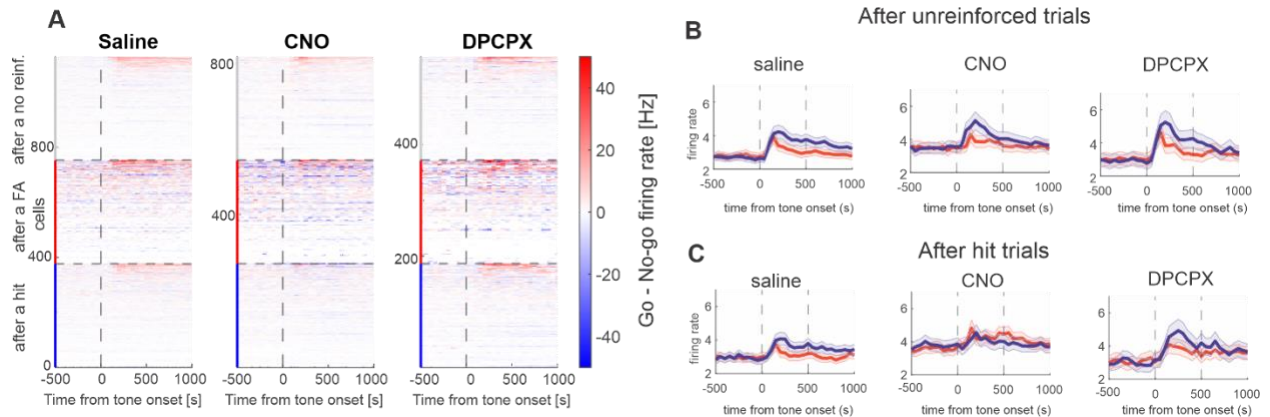 A
Saline
CNO
DPCPX
after a no reinf.
after a FA
cells
after a hit
800
400
0
800
400
400
200
-500
0
500
1000
-500
0
500
1000
-500
0
500
1000
Time from tone onset [s]
Time from tone onset [s]
Time from tone onset [s]
40
20
0
-20
-40
Go - No-go firing rate [Hz]
B
After unreinforced trials
saline
CNO
DPCPX
firing rate
6
4
2
6
4
2
6
4
2
-500
0
500
1000
-500
0
500
1000
-500
0
500
1000
time from tone onset (s)
time from tone onset (s)
time from tone onset (s)
C
After hit trials
saline
CNO
DPCPX
firing rate
6
4
2
6
4
2
6
4
2
-500
0
500
1000
-500
0
500
1000
-500
0
500
1000
time from tone onset (s)
time from tone onset (s)
time from tone onset (s)